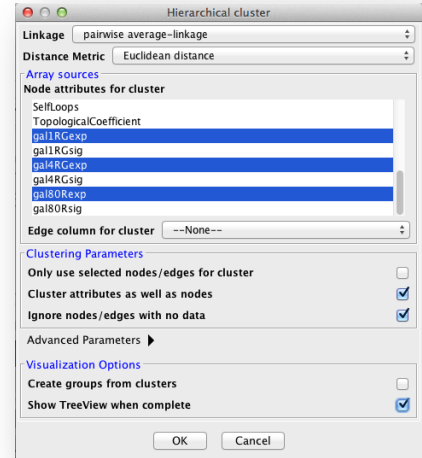 Hierarchical cluster
Linkage pairwise average-linkage
Distance Metric Euclidean distance
Array sources
Node attributes for cluster
SelfLoops
TopologicalCoefficient
gal1RGexp
gal1RGsig
gal4RGexp
gal4RGsig
gal80Rexp
gal80Rsig
Edge column for cluster --None--
Clustering Parameters
Only use selected nodes/edges for cluster
Cluster attributes as well as nodes
Ignore nodes/edges with no data
Advanced Parameters
Visualization Options
Create groups from clusters
Show TreeView when complete
OK Cancel